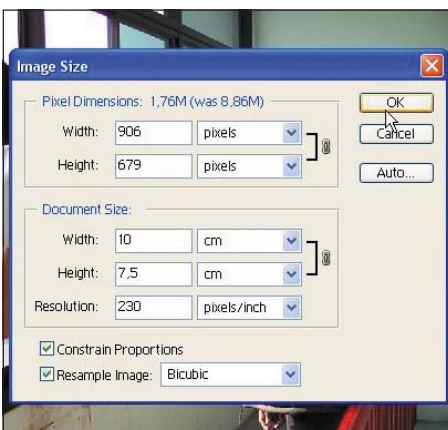 Image Size
Pixel Dimensions: 1,76M (was 8,86M)
Width: 906 pixels
Height: 679 pixels
Document Size:
Width: 10 cm
Height: 7,5 cm
Resolution: 230 pixels/inch
Constrain Proportions
Resample Image: Bicubic
OK
Cancel
Auto...